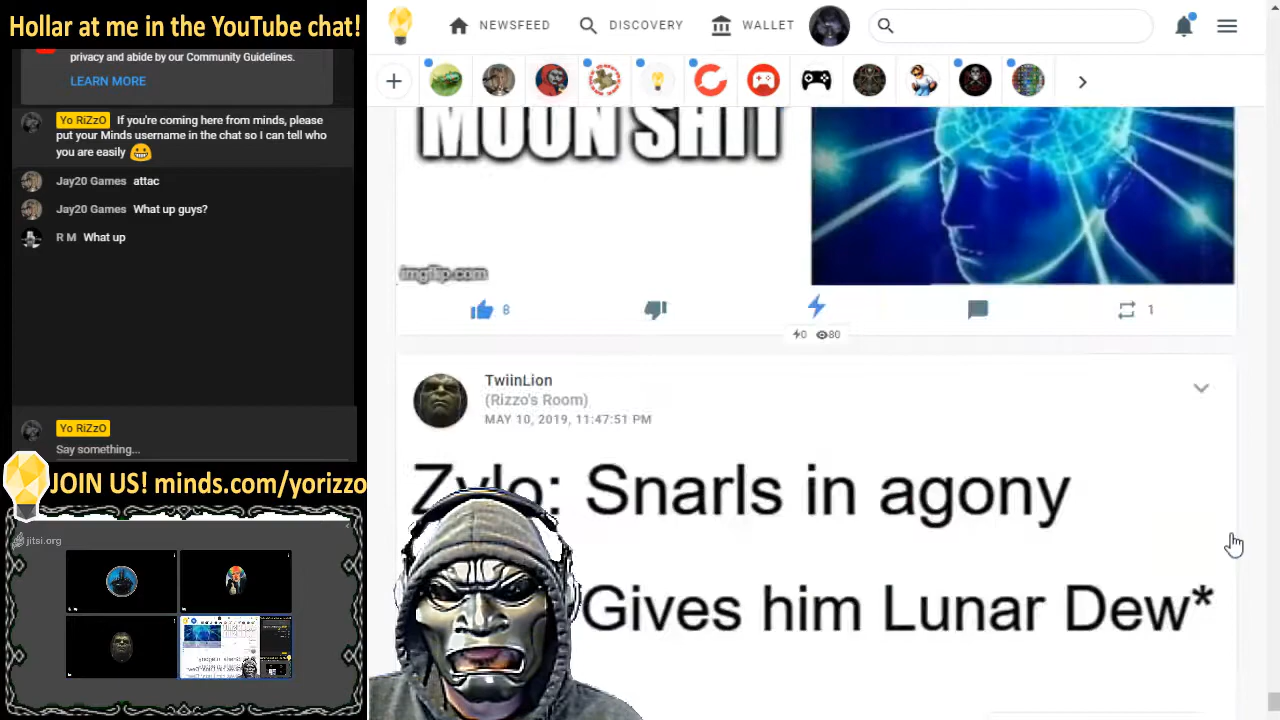 Hollar at me in the YouTube chat!
privacy and abide by our Community Guidelines.
LEARN MORE
Yo RiZzO If you're coming here from minds, please
put your Minds username in the chat so I can tell who
you are easily
Jay20 Games attac
Jay20 Games What up guys?
R M What up
Yo RiZzO
Say something...
JOIN US! minds.com/yorizzo
jitsi.org
NEWSFEED
DISCOVERY
WALLET
MOON SHIT
imgflip.com
8
1
0 80
TwiinLion
(Rizzo's Room)
MAY 10, 2019, 11:47:51 PM
Zylo: Snarls in agony
Gives him Lunar Dew*